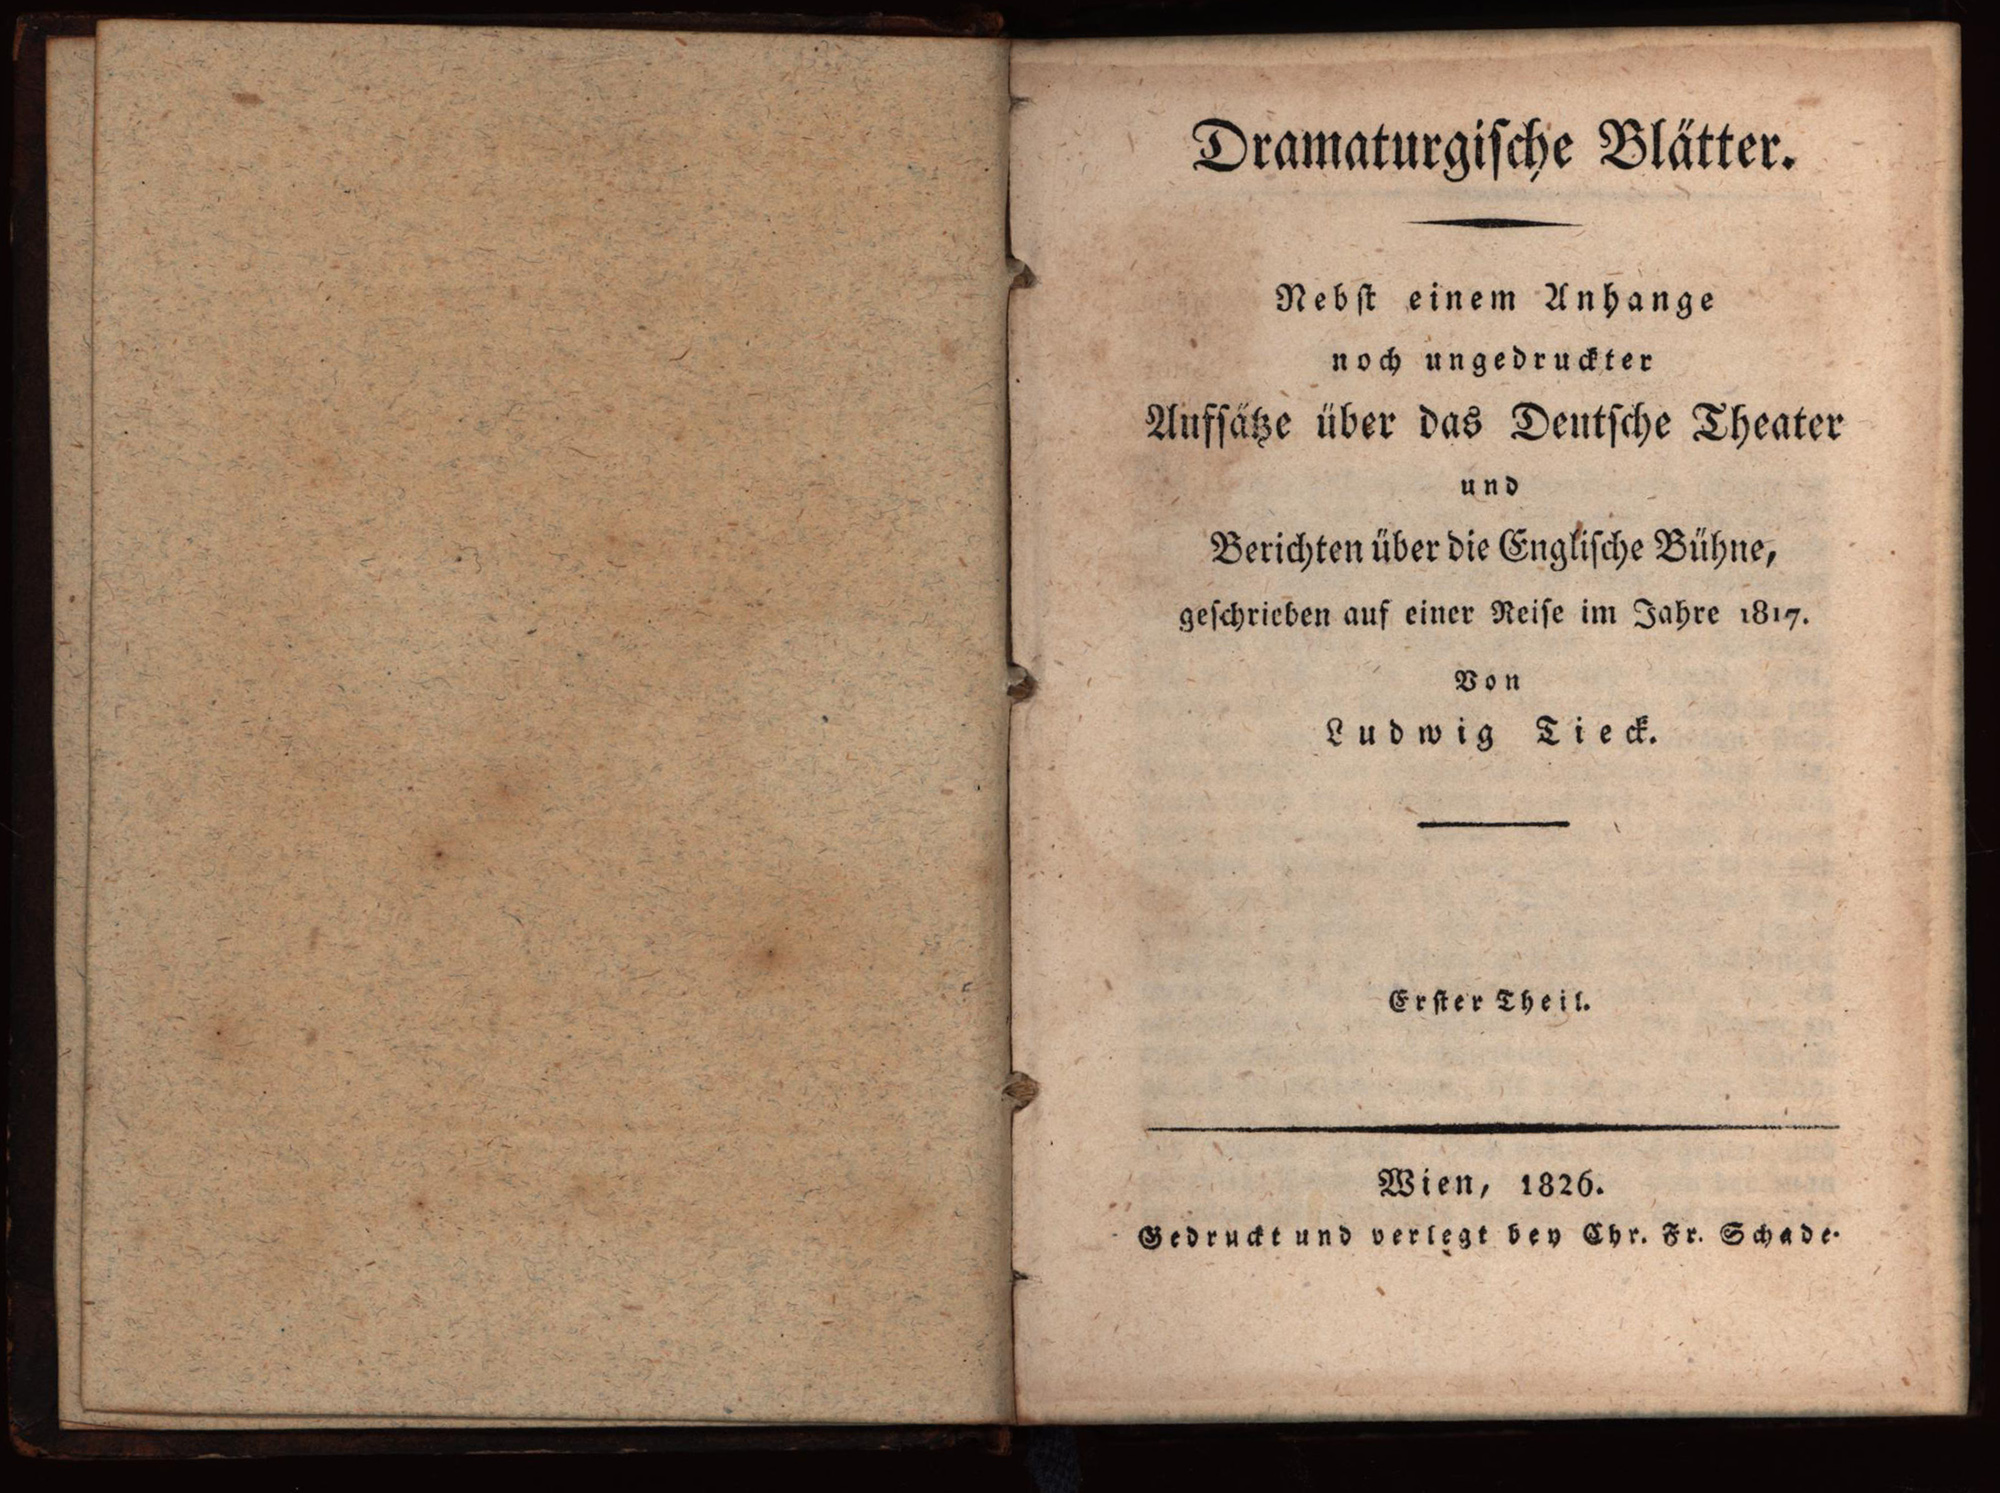 Dramaturgiſche Blätter.
Nebſt einem Anhange
noch ungedruckter
Aufſätze über das Deutſche Theater
und
Berichten über die Engliſche Bühne,
geſchrieben auf einer Reiſe im Jahre 1817.
Von
Ludwig Tieck.
Erſter Theil.
Wien, 1826.
Gedruckt und verlegt bey Chr. Fr. Schade.